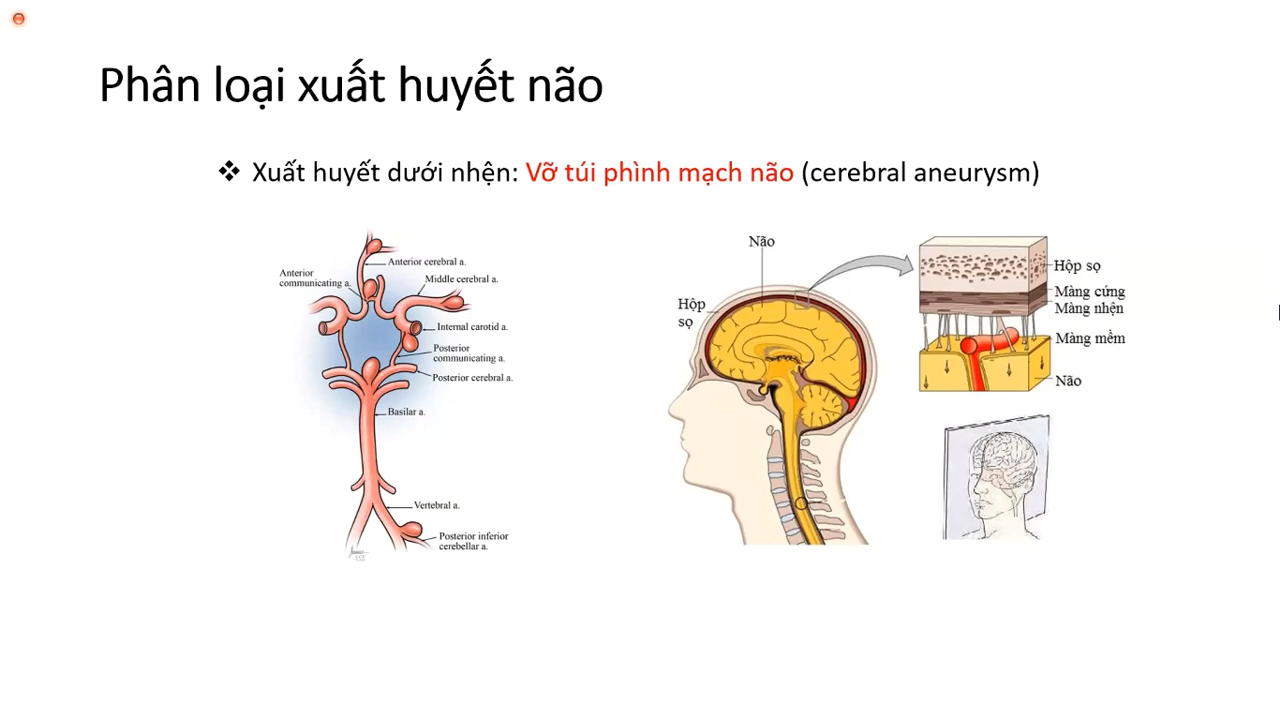 Phân loại xuất huyết não
❖ Xuất huyết dưới nhện: Vỡ túi phình mạch não (cerebral aneurysm)
Anterior cerebral a.
Anterior
communicating a.
Middle cerebral a.
Internal carotid a.
Posterior
communicating a.
Posterior cerebral a.
Basilar a.
Vertebral a.
Posterior inferior
cerebellar a.
Não
Hộp
sọ
Hộp sọ
Màng cứng
Màng nhện
Màng mềm
Não